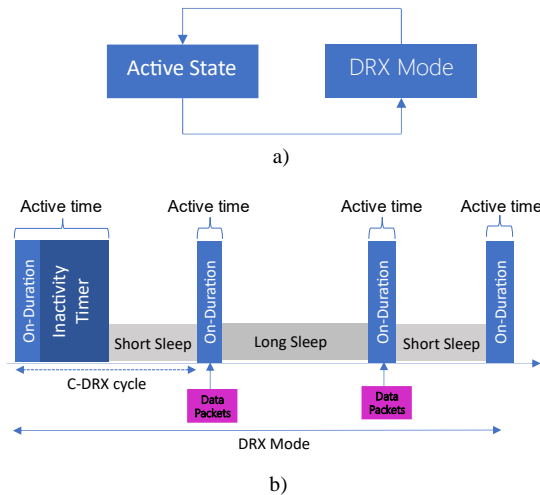 Active State
DRX Mode
a)
Active time
Active time
Active time
Active time
On-Duration
Inactivity
Timer
On-Duration
On-Duration
On-Duration
Short Sleep
Long Sleep
Short Sleep
C-DRX cycle
Data
Packets
Data
Packets
DRX Mode
b)